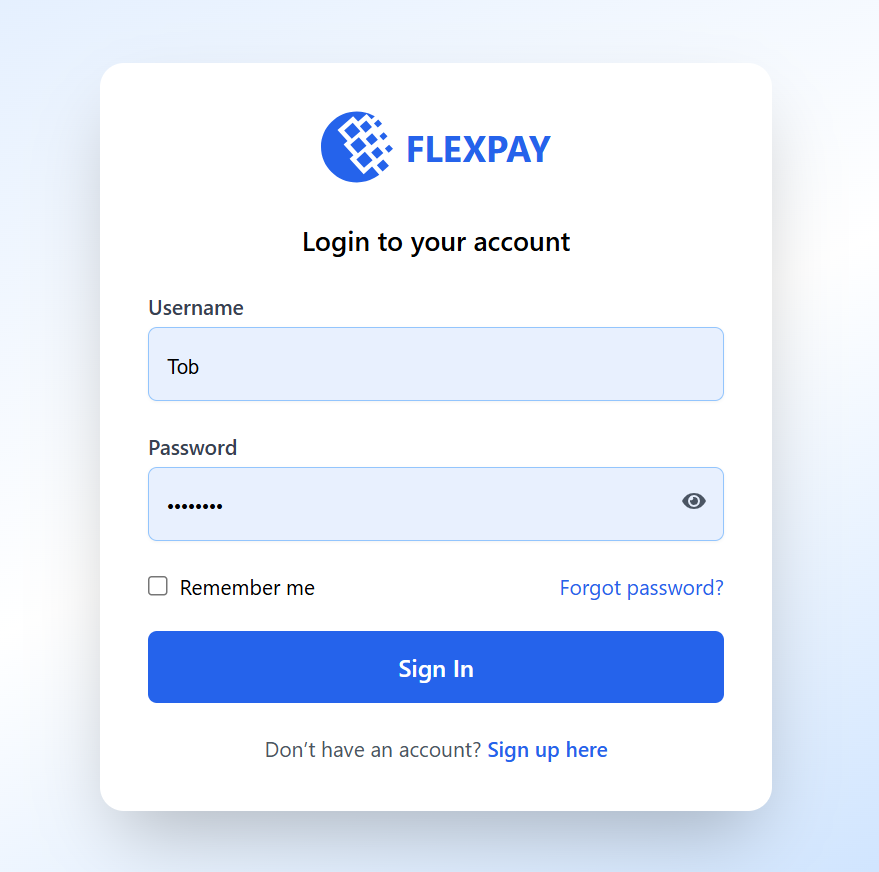 FLEXPAY
Login to your account
Username
Tob
Password
••••••••
Remember me
Forgot password?
Sign In
Don’t have an account? Sign up here